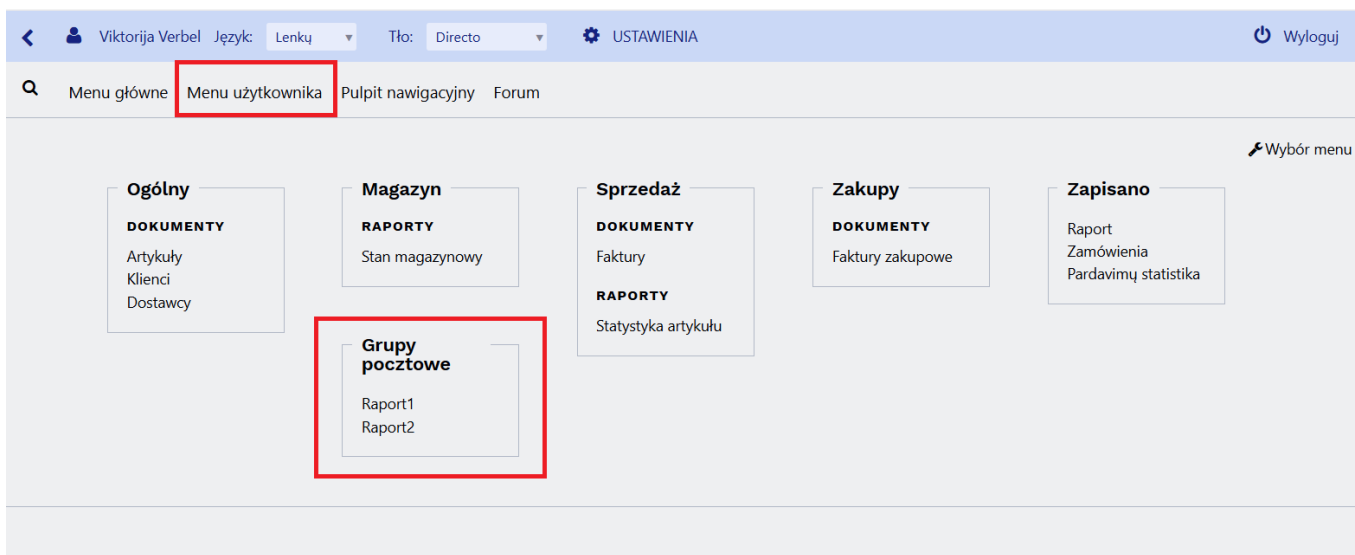 Viktorija Verbel Język: Lenkų Tło: Directo USTAWIENIA Wyloguj
Menu główne Menu użytkownika Pulpit nawigacyjny Forum
Wybór menu
Ogólny
DOKUMENTY
Artykuły
Klienci
Dostawcy
Magazyn
RAPORTY
Stan magazynowy
Grupy
pocztowe
Raport1
Raport2
Sprzedaż
DOKUMENTY
Faktury
RAPORTY
Statystyka artykułu
Zakupy
DOKUMENTY
Faktury zakupowe
Zapisano
Raport
Zamówienia
Pardavimų statistika